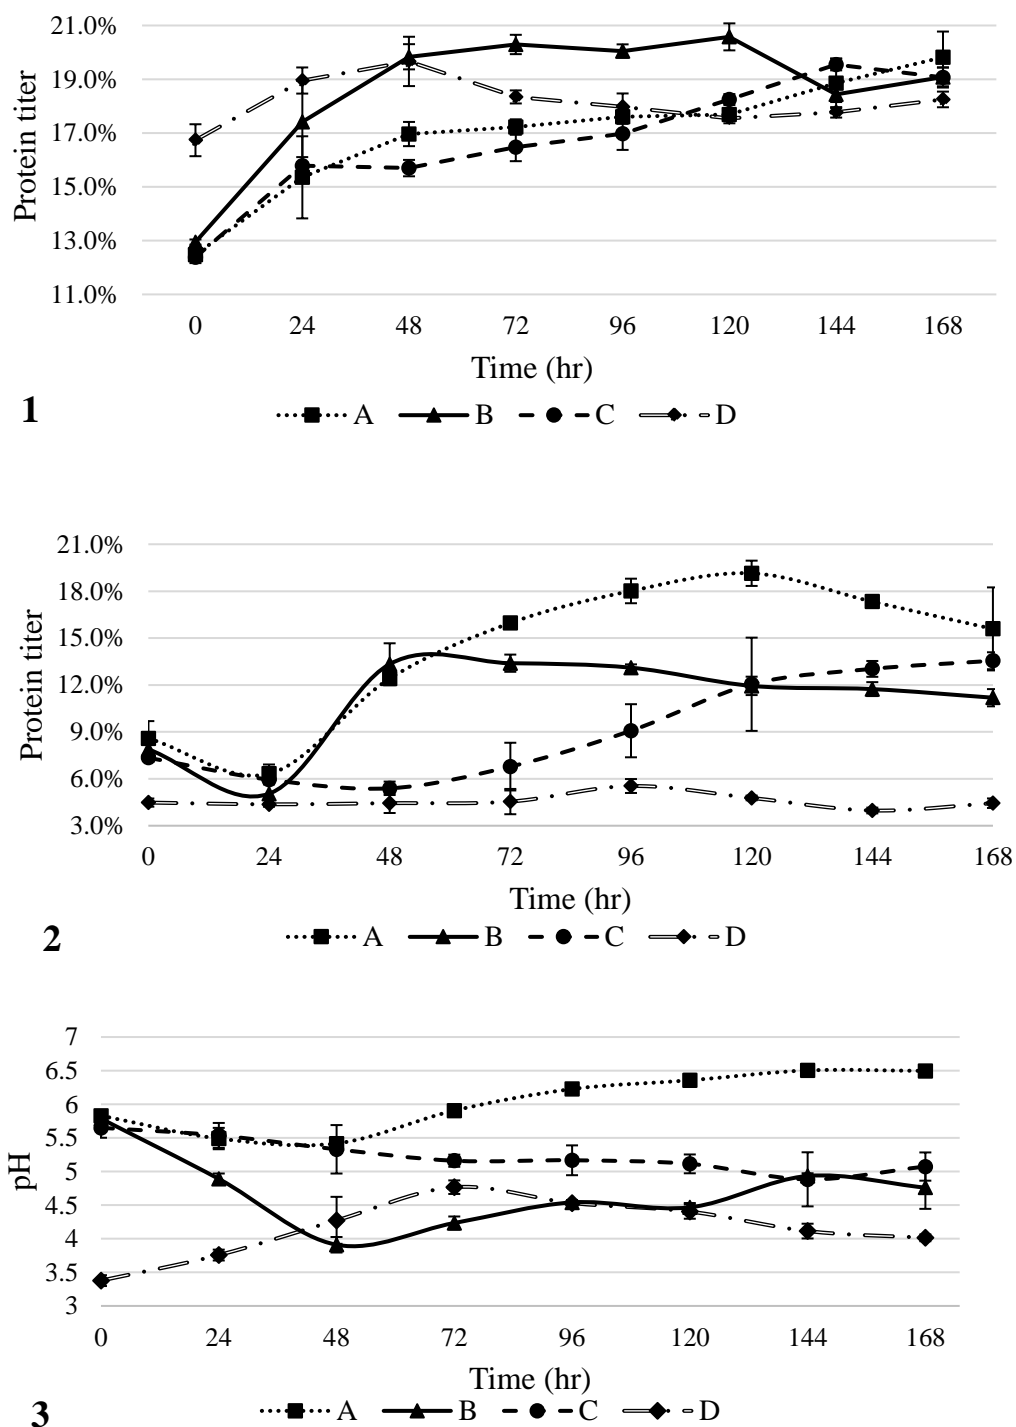 21.0%
19.0%
17.0%
15.0%
13.0%
11.0%
Protein titer
0 24 48 72 96 120 144 168
Time (hr)
1
A B C D
21.0%
18.0%
15.0%
12.0%
9.0%
6.0%
3.0%
Protein titer
0 24 48 72 96 120 144 168
Time (hr)
2
A B C D
7
6.5
6
5.5
5
4.5
4
3.5
3
pH
0 24 48 72 96 120 144 168
Time (hr)
3
A B C D